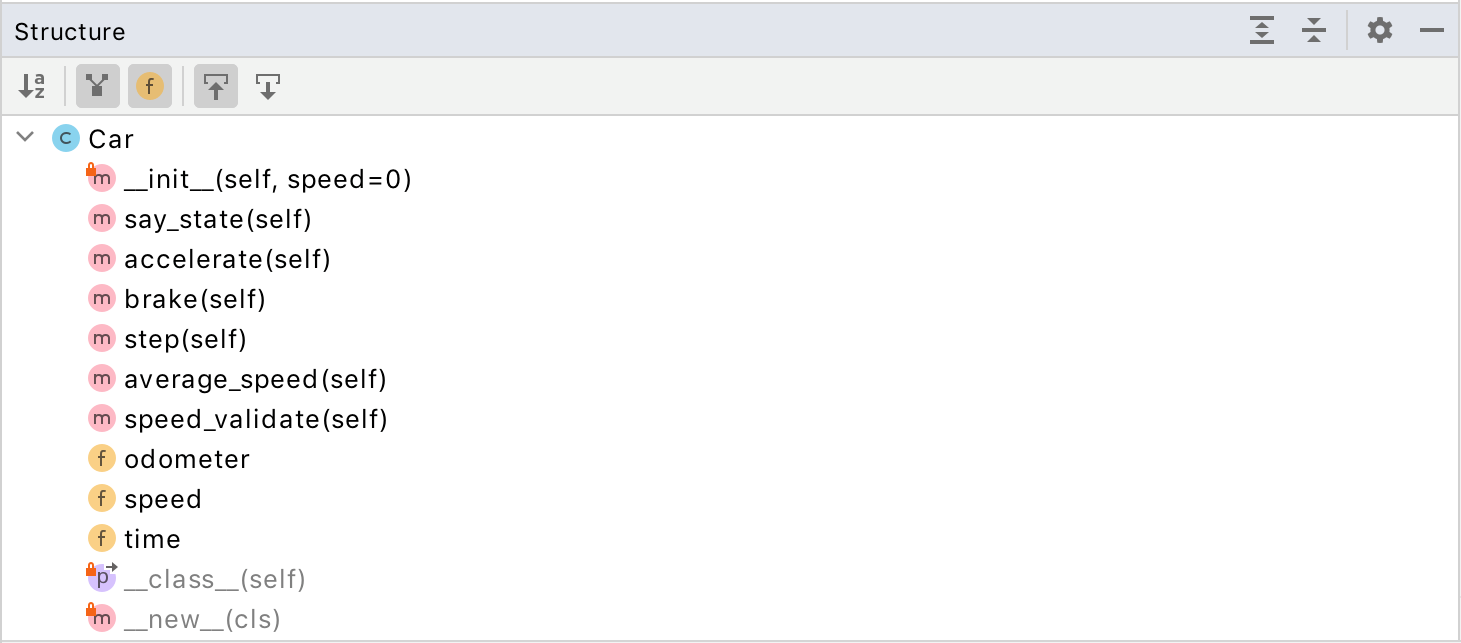 Structure
a
z
f
C Car
m __init__(self, speed=0)
m say_state(self)
m accelerate(self)
m brake(self)
m step(self)
m average_speed(self)
m speed_validate(self)
f odometer
f speed
f time
p __class__(self)
m __new__(cls)